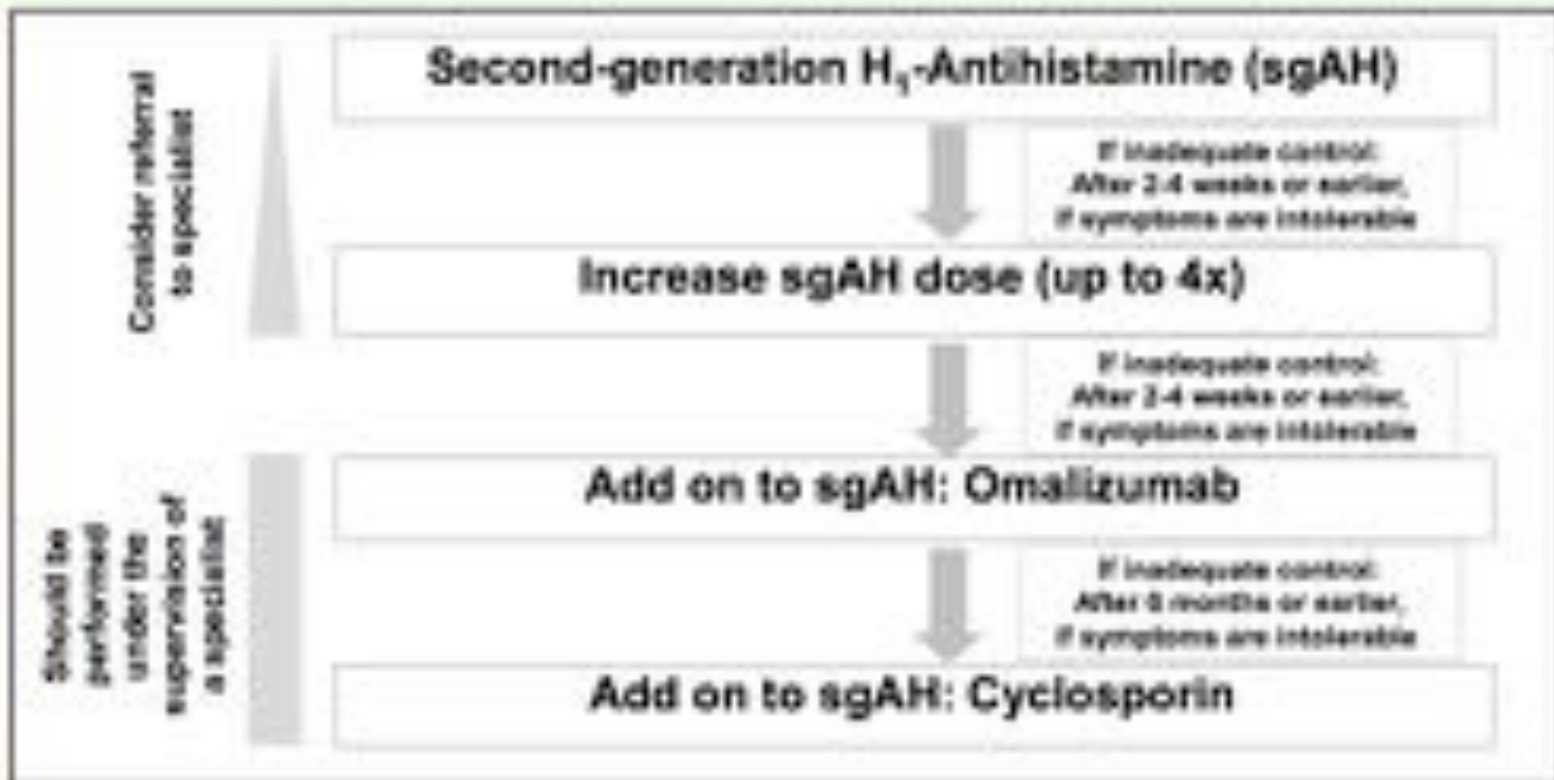 Second-generation H₁-Antihistamine (sgAH)
Consider referral
to specialist
If inadequate control:
After 2-4 weeks or earlier,
if symptoms are intolerable
Increase sgAH dose (up to 4x)
If inadequate control:
After 2-4 weeks or earlier,
if symptoms are intolerable
Add on to sgAH: Omalizumab
Should be
performed
under the
supervision of
a specialist
If inadequate control:
After 6 months or earlier,
if symptoms are intolerable
Add on to sgAH: Cyclosporin